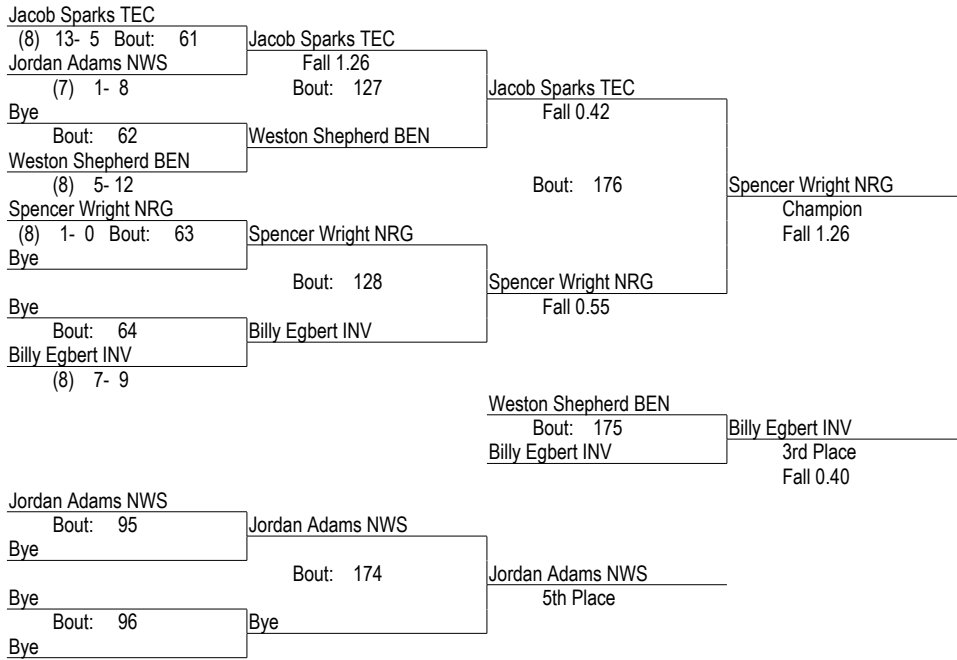 Jacob Sparks TEC
(8) 13- 5 Bout: 61
Jacob Sparks TEC
Jordan Adams NWS
Fall 1.26
(7) 1- 8
Bout: 127
Jacob Sparks TEC
Bye
Fall 0.42
Bout: 62
Weston Shepherd BEN
Weston Shepherd BEN
(8) 5- 12
Bout: 176
Spencer Wright NRG
Spencer Wright NRG
Champion
(8) 1- 0 Bout: 63
Spencer Wright NRG
Fall 1.26
Bye
Bout: 128
Spencer Wright NRG
Bye
Fall 0.55
Bout: 64
Billy Egbert INV
Billy Egbert INV
(8) 7- 9
Weston Shepherd BEN
Bout: 175
Billy Egbert INV
Billy Egbert INV
3rd Place
Fall 0.40
Jordan Adams NWS
Bout: 95
Jordan Adams NWS
Bye
Bout: 174
Jordan Adams NWS
Bye
5th Place
Bout: 96
Bye
Bye